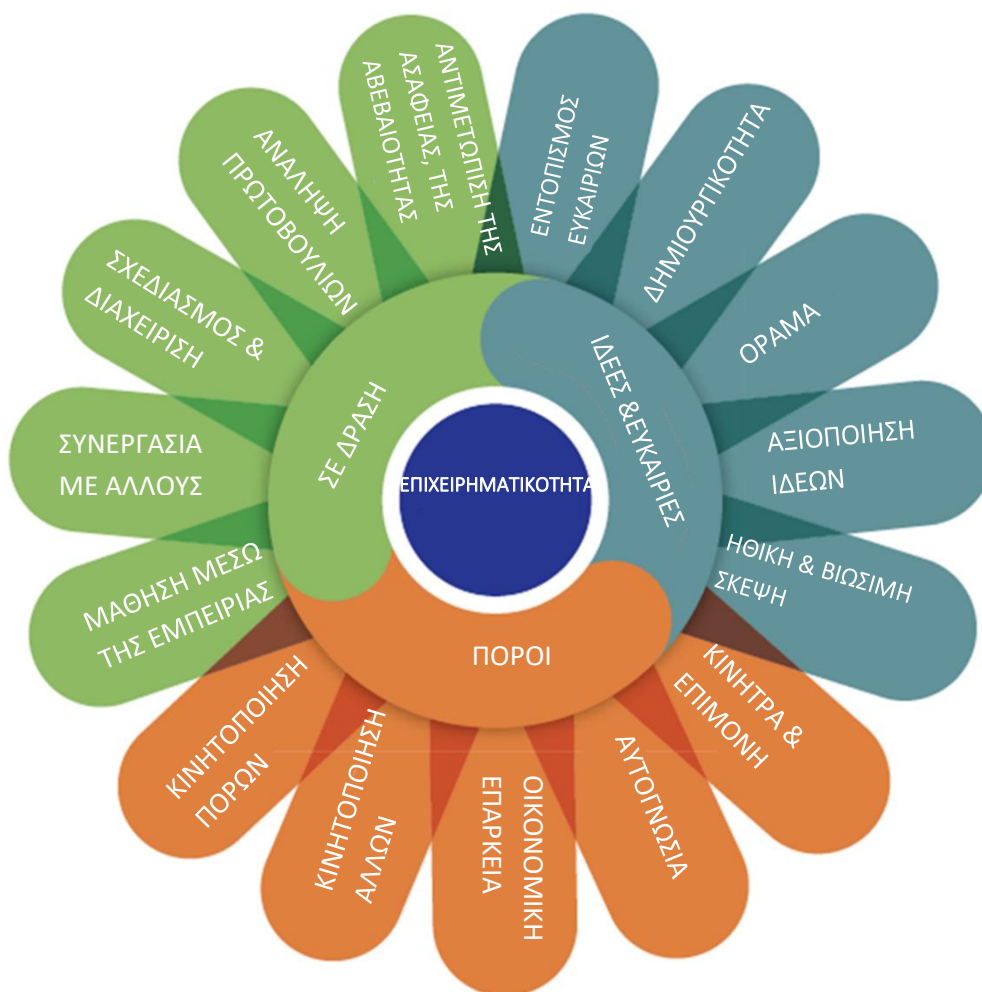 ΕΠΙΧΕΙΡΗΜΑΤΙΚΟΤΗΤΑ
ΙΔΕΕΣ &ΕΥΚΑΙΡΙΕΣ
ΕΝΤΟΠΙΣΜΟΣ
ΕΥΚΑΙΡΙΩΝ
ΔΗΜΙΟΥΡΓΙΚΟΤΗΤΑ
ΟΡΑΜΑ
ΑΞΙΟΠΟΙΗΣΗ
ΙΔΕΩΝ
ΗΘΙΚΗ & ΒΙΩΣΙΜΗ
ΣΚΕΨΗ
ΠΟΡΟΙ
ΚΙΝΗΤΡΑ &
ΕΠΙΜΟΝΗ
ΑΥΤΟΓΝΩΣΙΑ
ΟΙΚΟΝΟΜΙΚΗ
ΕΠΑΡΚΕΙΑ
ΚΙΝΗΤΟΠΟΙΗΣΗ
ΑΛΛΩΝ
ΚΙΝΗΤΟΠΟΙΗΣΗ
ΠΟΡΩΝ
ΣΕ ΔΡΑΣΗ
ΜΑΘΗΣΗ ΜΕΣΩ
ΤΗΣ ΕΜΠΕΙΡΙΑΣ
ΣΥΝΕΡΓΑΣΙΑ
ΜΕ ΑΛΛΟΥΣ
ΣΧΕΔΙΑΣΜΟΣ &
ΔΙΑΧΕΙΡΙΣΗ
ΑΝΑΛΗΨΗ
ΠΡΩΤΟΒΟΥΛΙΩΝ
ΑΝΤΙΜΕΤΩΠΙΣΗ ΤΗΣ
ΑΣΑΦΕΙΑΣ, ΤΗΣ
ΑΒΕΒΑΙΟΤΗΤΑΣ